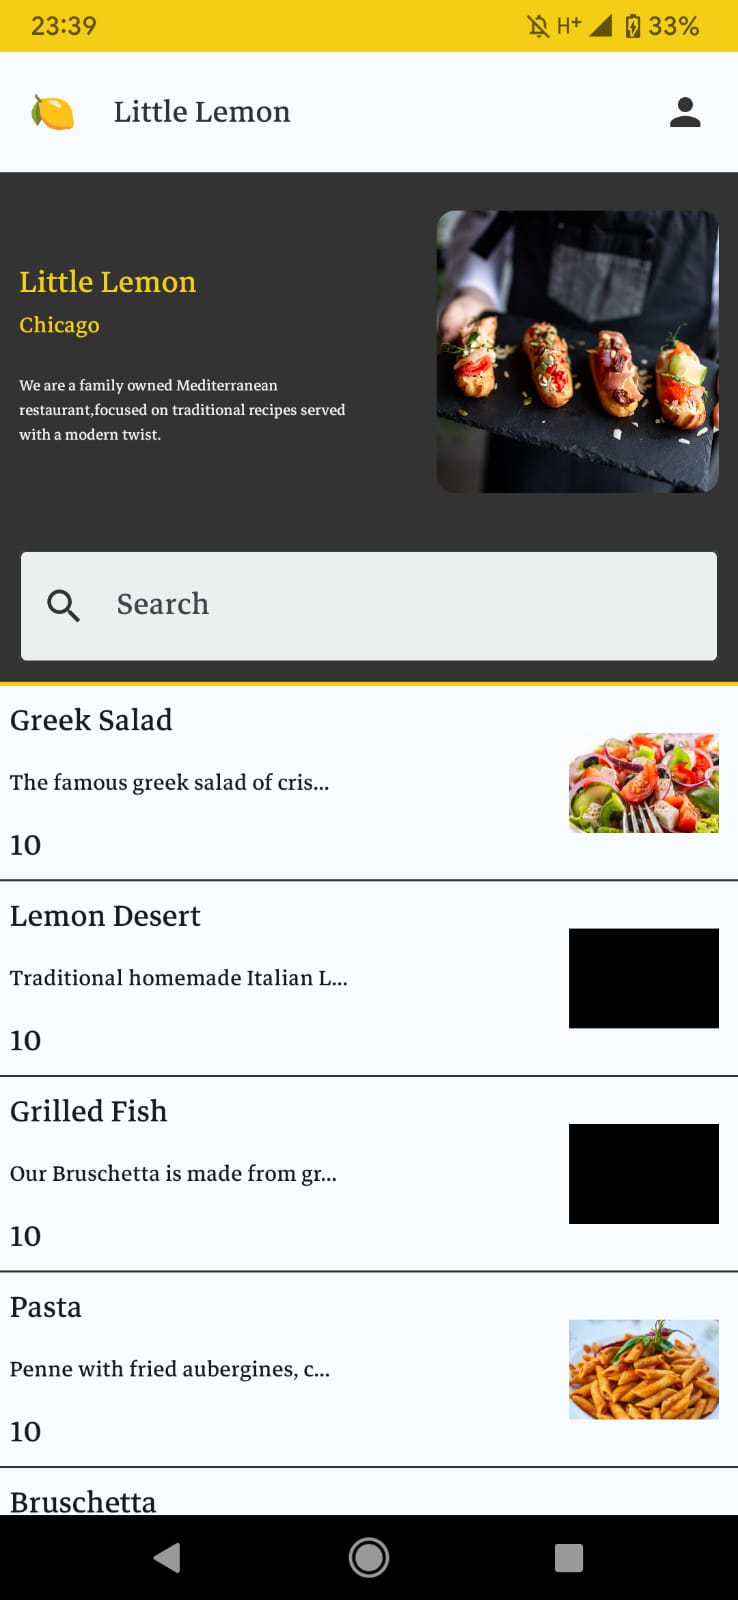 23:39
H+
33%
Little Lemon
Little Lemon
Chicago
We are a family owned Mediterranean
restaurant,focused on traditional recipes served
with a modern twist.
Search
Greek Salad
The famous greek salad of cris...
10
Lemon Desert
Traditional homemade Italian L...
10
Grilled Fish
Our Bruschetta is made from gr...
10
Pasta
Penne with fried aubergines, c...
10
Bruschetta